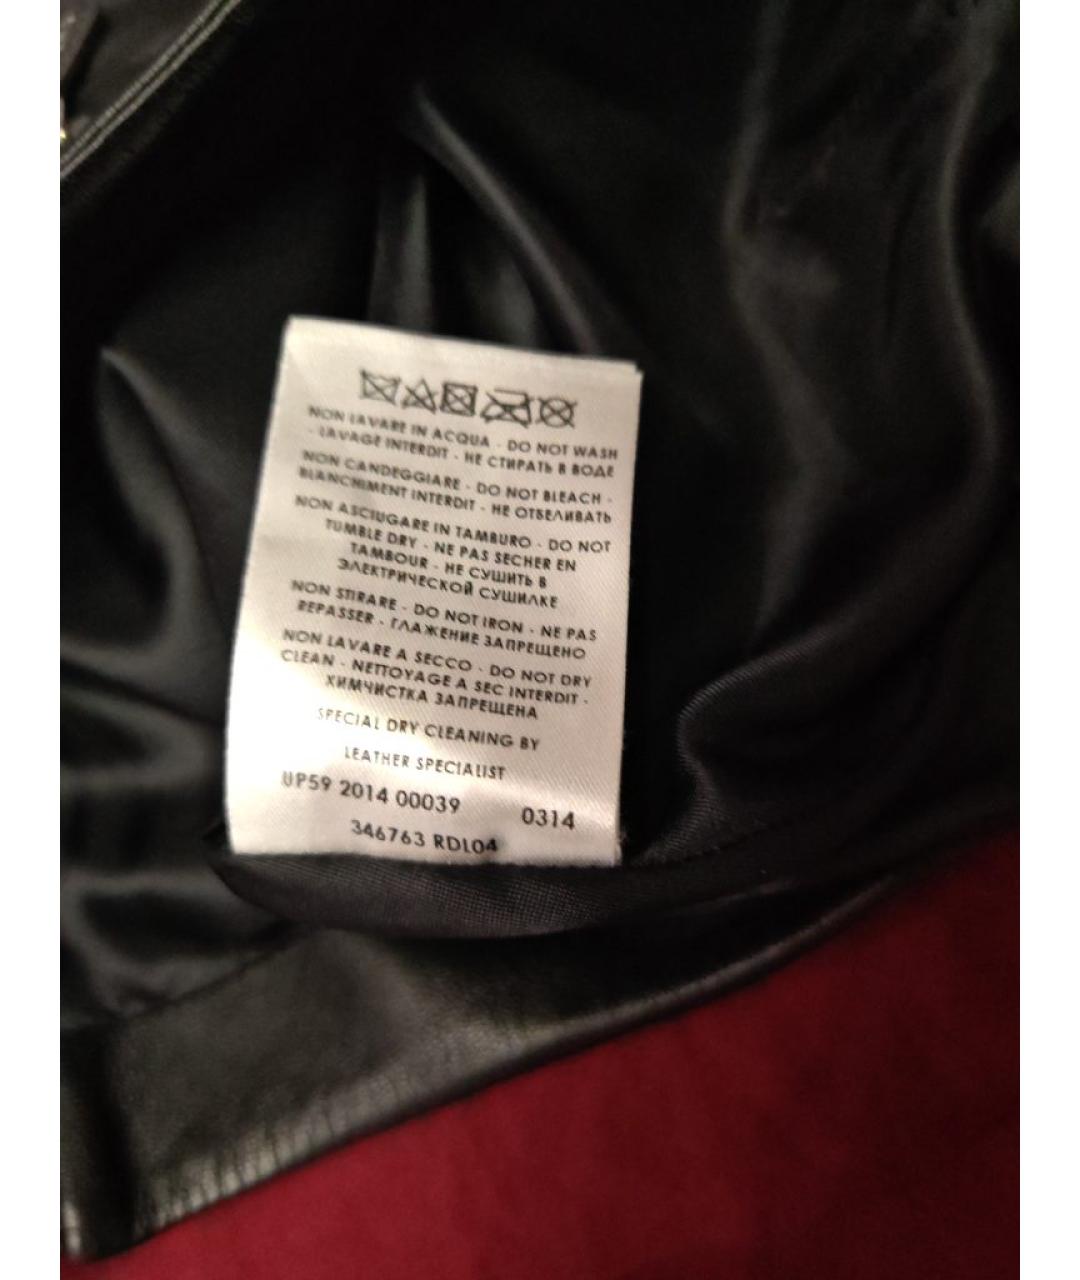 NON LAVARE IN ACQUA - DO NOT WASH
- LAVAGE INTERDIT - НЕ СТИРАТЬ В ВОДЕ
NON CANDEGGIARE - DO NOT BLEACH -
BLANCHIMENT INTERDIT - НЕ ОТБЕЛИВАТЬ
NON ASCIUGARE IN TAMBURO - DO NOT
TUMBLE DRY - NE PAS SECHER EN
TAMBOUR - НЕ СУШИТЬ В
ЭЛЕКТРИЧЕСКОЙ СУШИЛКЕ
NON STIRARE - DO NOT IRON - NE PAS
REPASSER - ГЛАЖЕНИЕ ЗАПРЕЩЕНО
NON LAVARE A SECCO - DO NOT DRY
CLEAN - NETTOYAGE A SEC INTERDIT -
ХИМЧИСТКА ЗАПРЕЩЕНА
SPECIAL DRY CLEANING BY
LEATHER SPECIALIST
UP59 2014 00039 0314
346763 RDL04